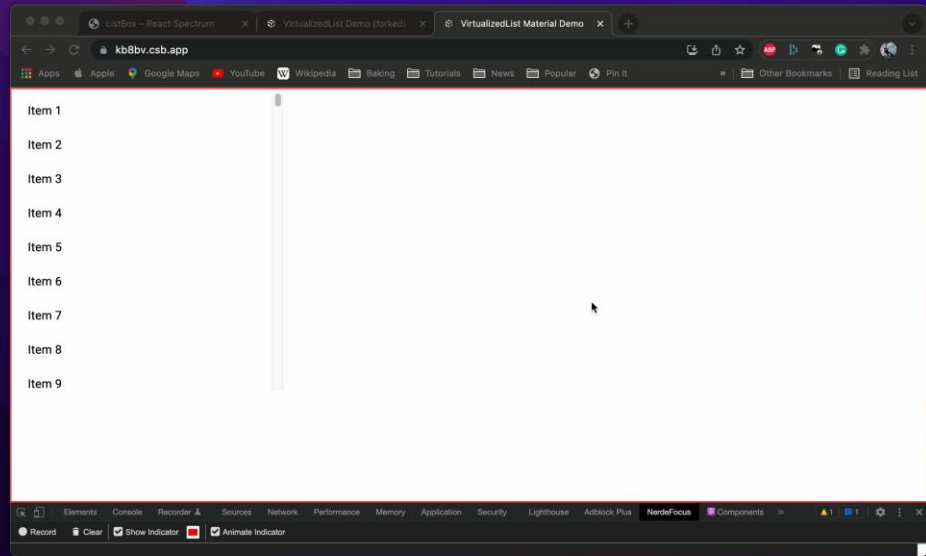 ListBox – React Spectrum VirtualizedList Demo (forked) VirtualizedList Material Demo
kb8bv.csb.app ABP
Apps Apple Google Maps YouTube W Wikipedia Baking Tutorials News Popular Pin It » Other Bookmarks Reading List
Item 1
Item 2
Item 3
Item 4
Item 5
Item 6
Item 7
Item 8
Item 9
Elements Console Recorder Sources Network Performance Memory Application Security Lighthouse Adblock Plus NerdeFocus Components » 1 1
Record Clear Show Indicator Animate Indicator